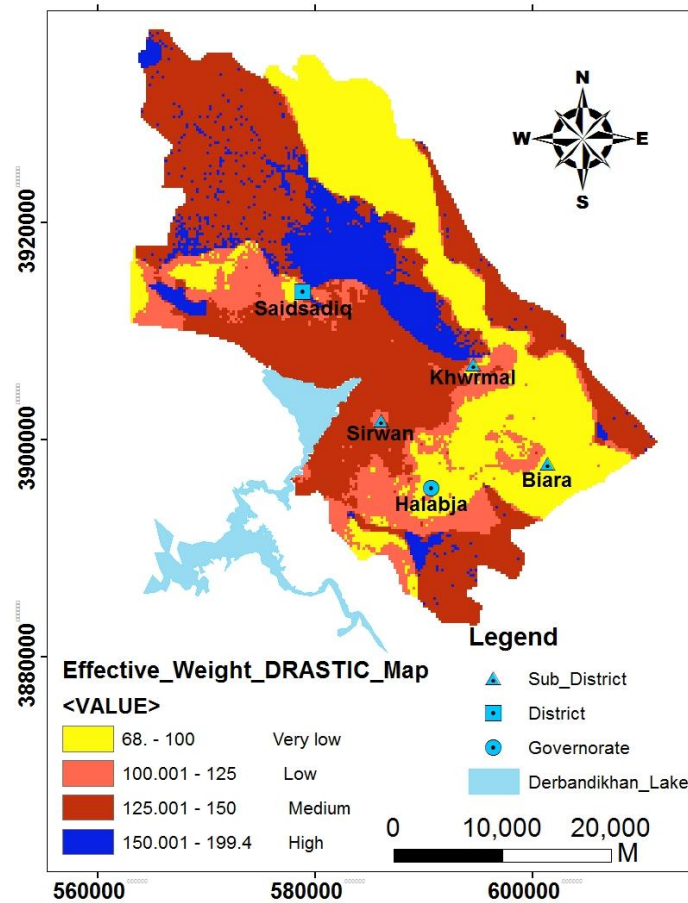 N
W E
S
3920000
3900000
3880000
Saidsadiq
Khwrmal
Sirwan
Biara
Halabja
Legend
Sub_District
District
Governorate
Derbandikhan_Lake
Effective_Weight_DRASTIC_Map
<VALUE>
68. - 100 Very low
100.001 - 125 Low
125.001 - 150 Medium
150.001 - 199.4 High
0 10,000 20,000
M
560000 580000 600000